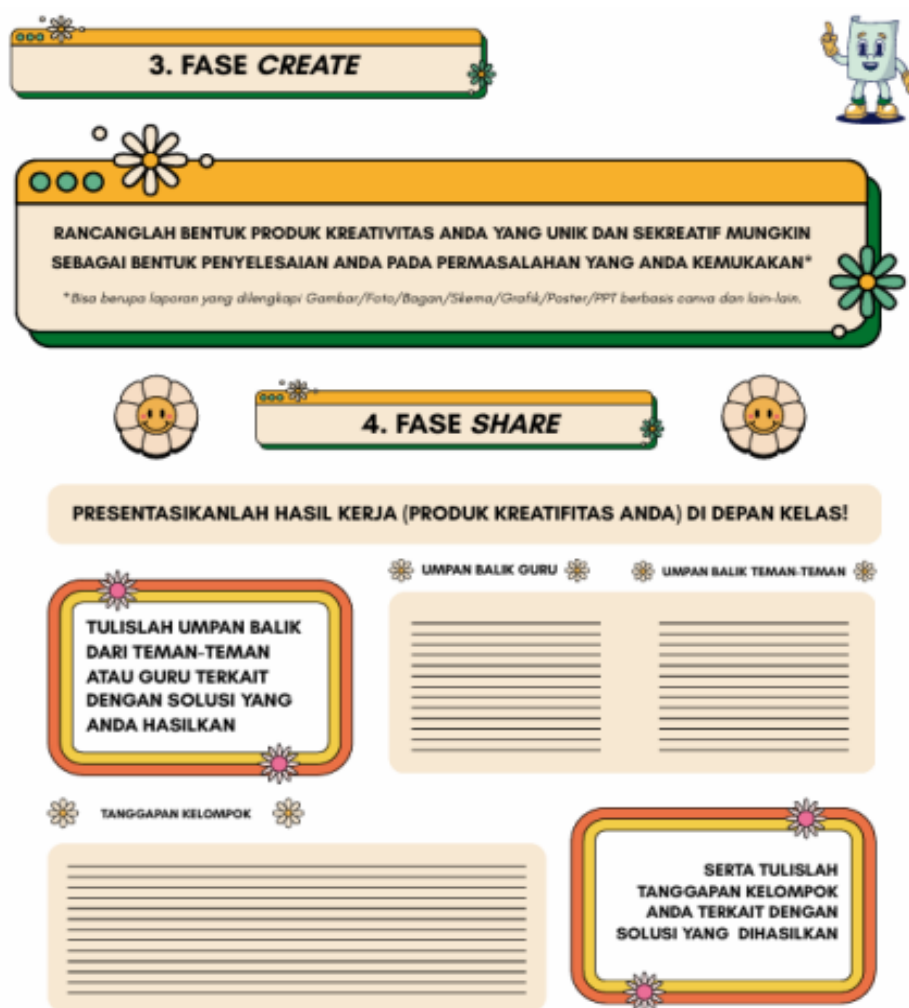 3. FASE CREATE
RANCANGLAH BENTUK PRODUK KREATIVITAS ANDA YANG UNIK DAN SEKREATIF MUNGKIN
SEBAGAI BENTUK PENYELESAIAN ANDA PADA PERMASALAHAN YANG ANDA KEMUKAKAN*
*Bisa berupa laporan yang dilengkapi Gambar/Foto/Bagan/Skema/Grafik/Poster/PPT berbasis canva dan lain-lain.
4. FASE SHARE
PRESENTASIKANLAH HASIL KERJA (PRODUK KREATIFITAS ANDA) DI DEPAN KELAS!
UMPAN BALIK GURU
UMPAN BALIK TEMAN-TEMAN
TULISLAH UMPAN BALIK
DARI TEMAN-TEMAN
ATAU GURU TERKAIT
DENGAN SOLUSI YANG
ANDA HASILKAN
TANGGAPAN KELOMPOK
SERTA TULISLAH
TANGGAPAN KELOMPOK
ANDA TERKAIT DENGAN
SOLUSI YANG DIHASILKAN